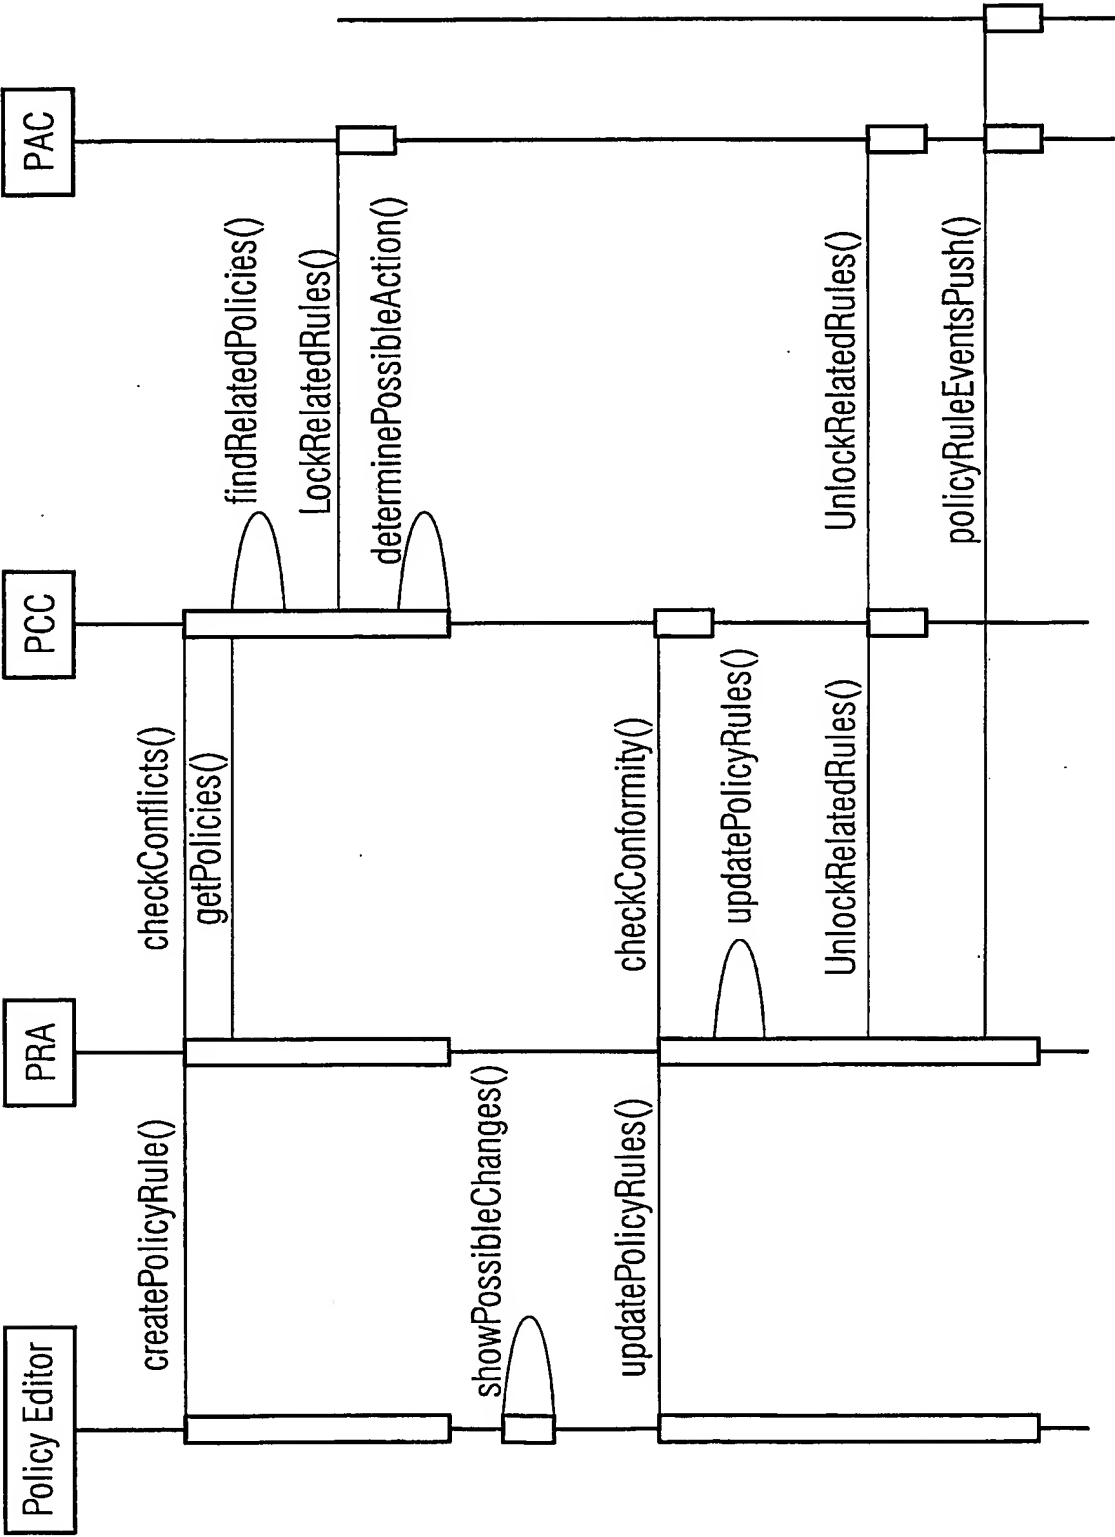 Policy Editor
PRA
PCC
PAC
createPolicyRule()
checkConflicts()
getPolicies()
findRelatedPolicies()
LockRelatedRules()
determinePossibleAction()
showPossibleChanges()
updatePolicyRules()
checkConformity()
updatePolicyRules()
UnlockRelatedRules()
UnlockRelatedRules()
policyRuleEventsPush()